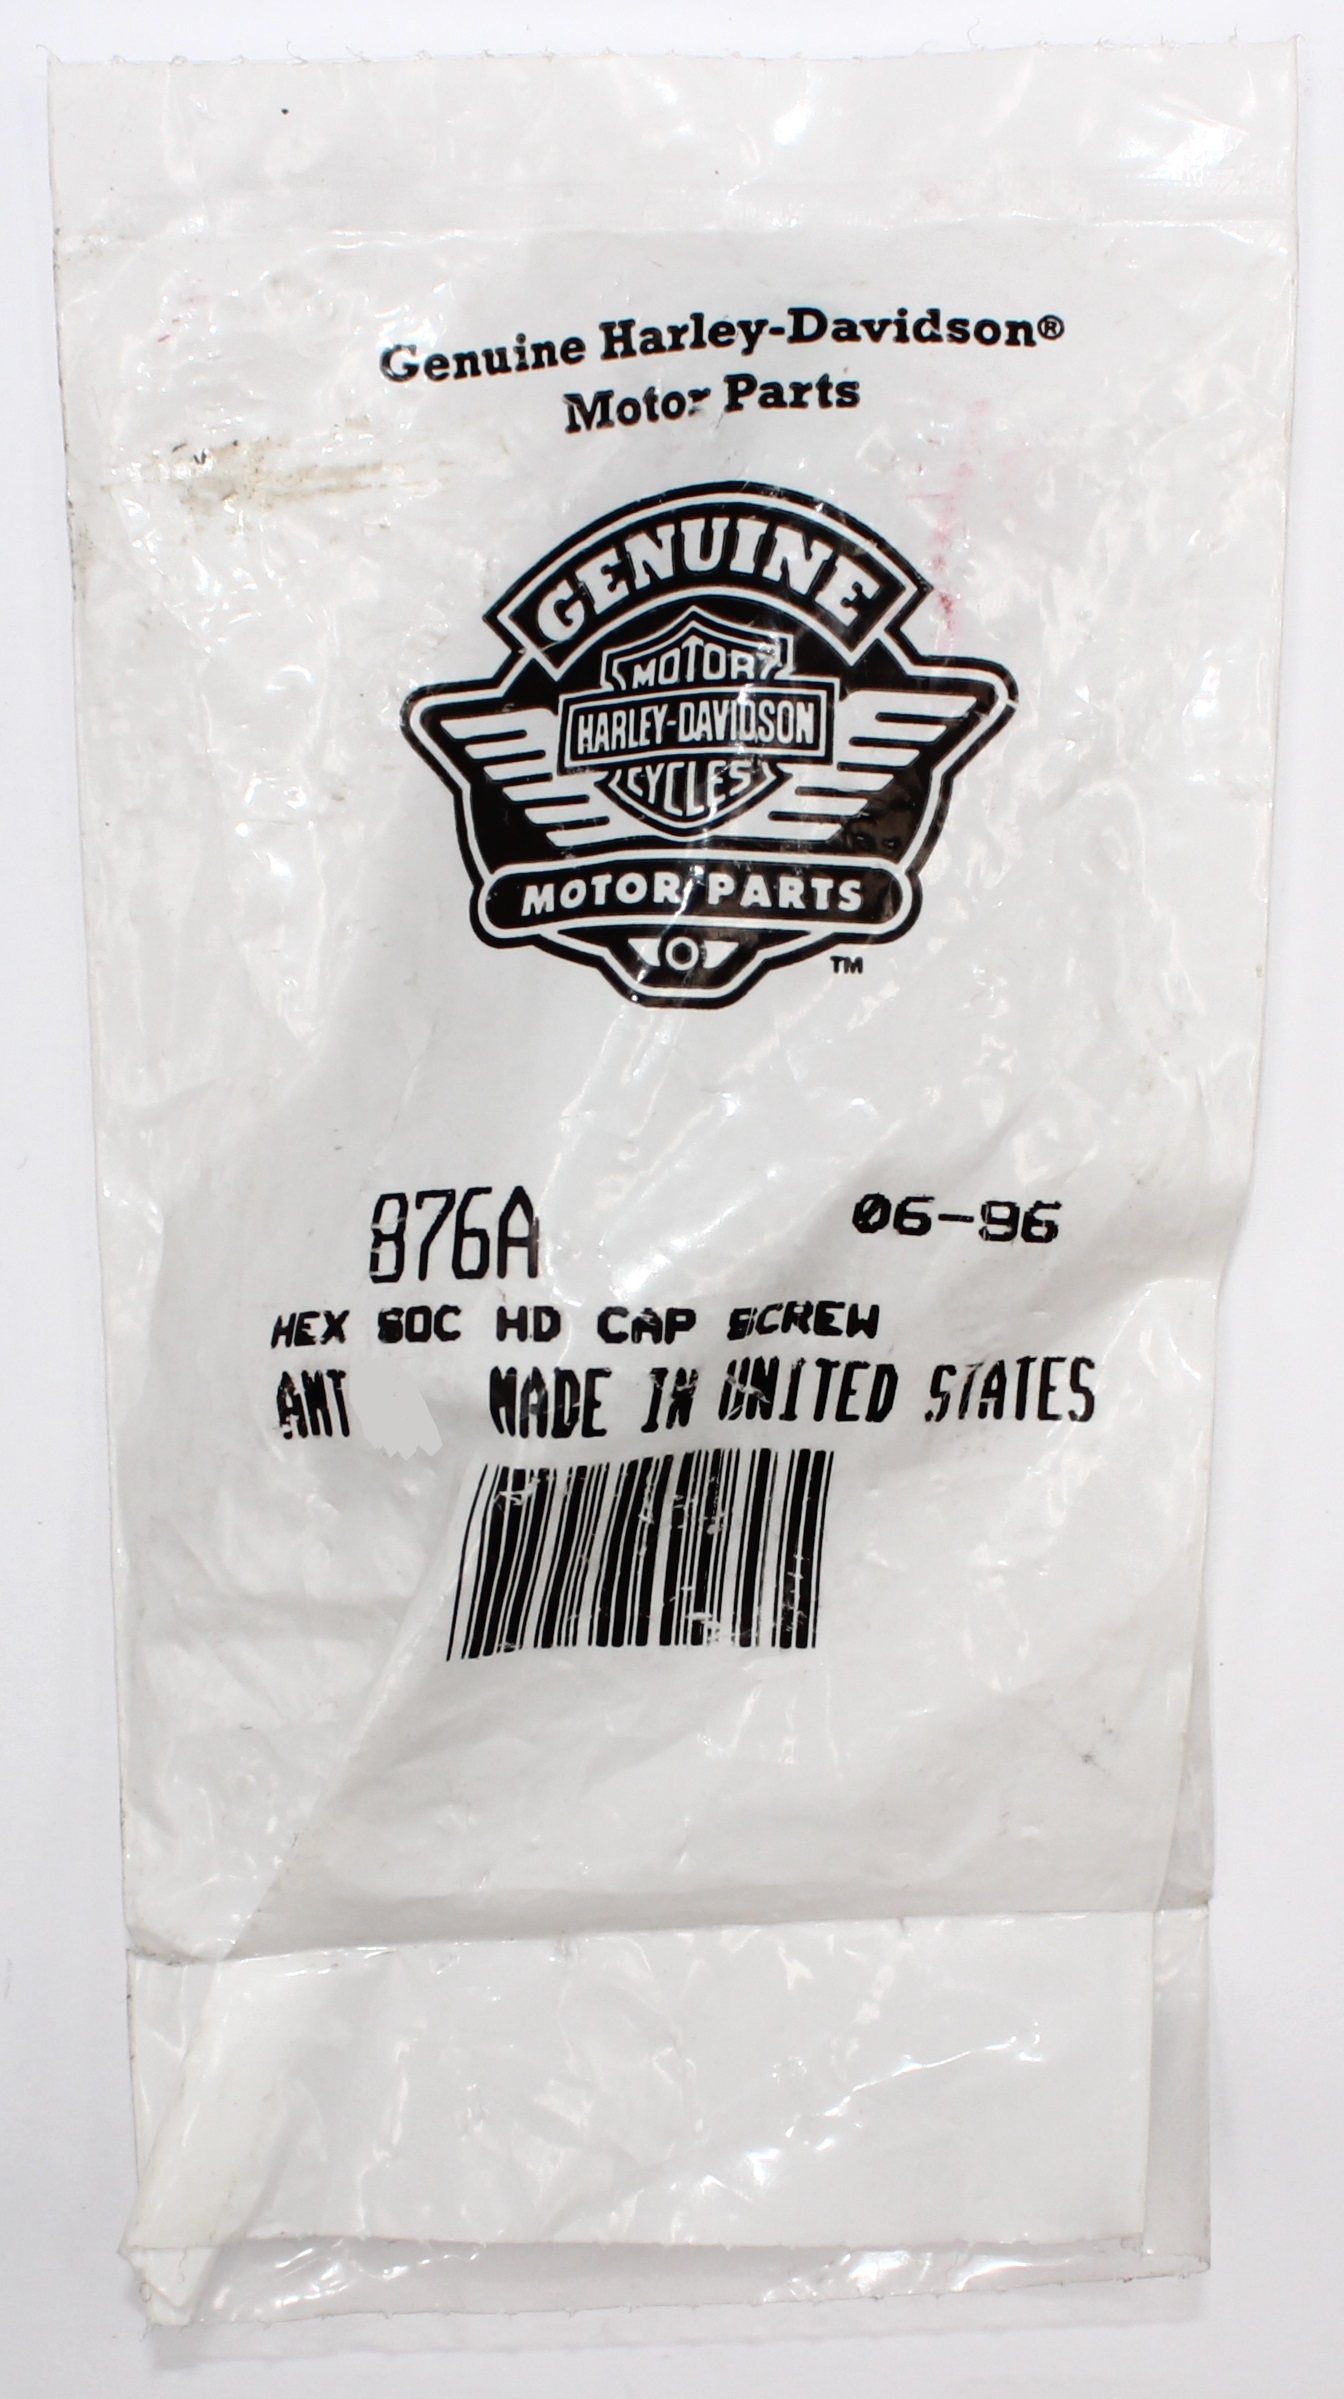 Genuine Harley-Davidson®
Motor Parts
GENUINE
MOTOR
HARLEY-DAVIDSON
CYCLES
MOTOR PARTS
TM
876A 06-96
HEX SOC HD CAP SCREW
AMT MADE IN UNITED STATES